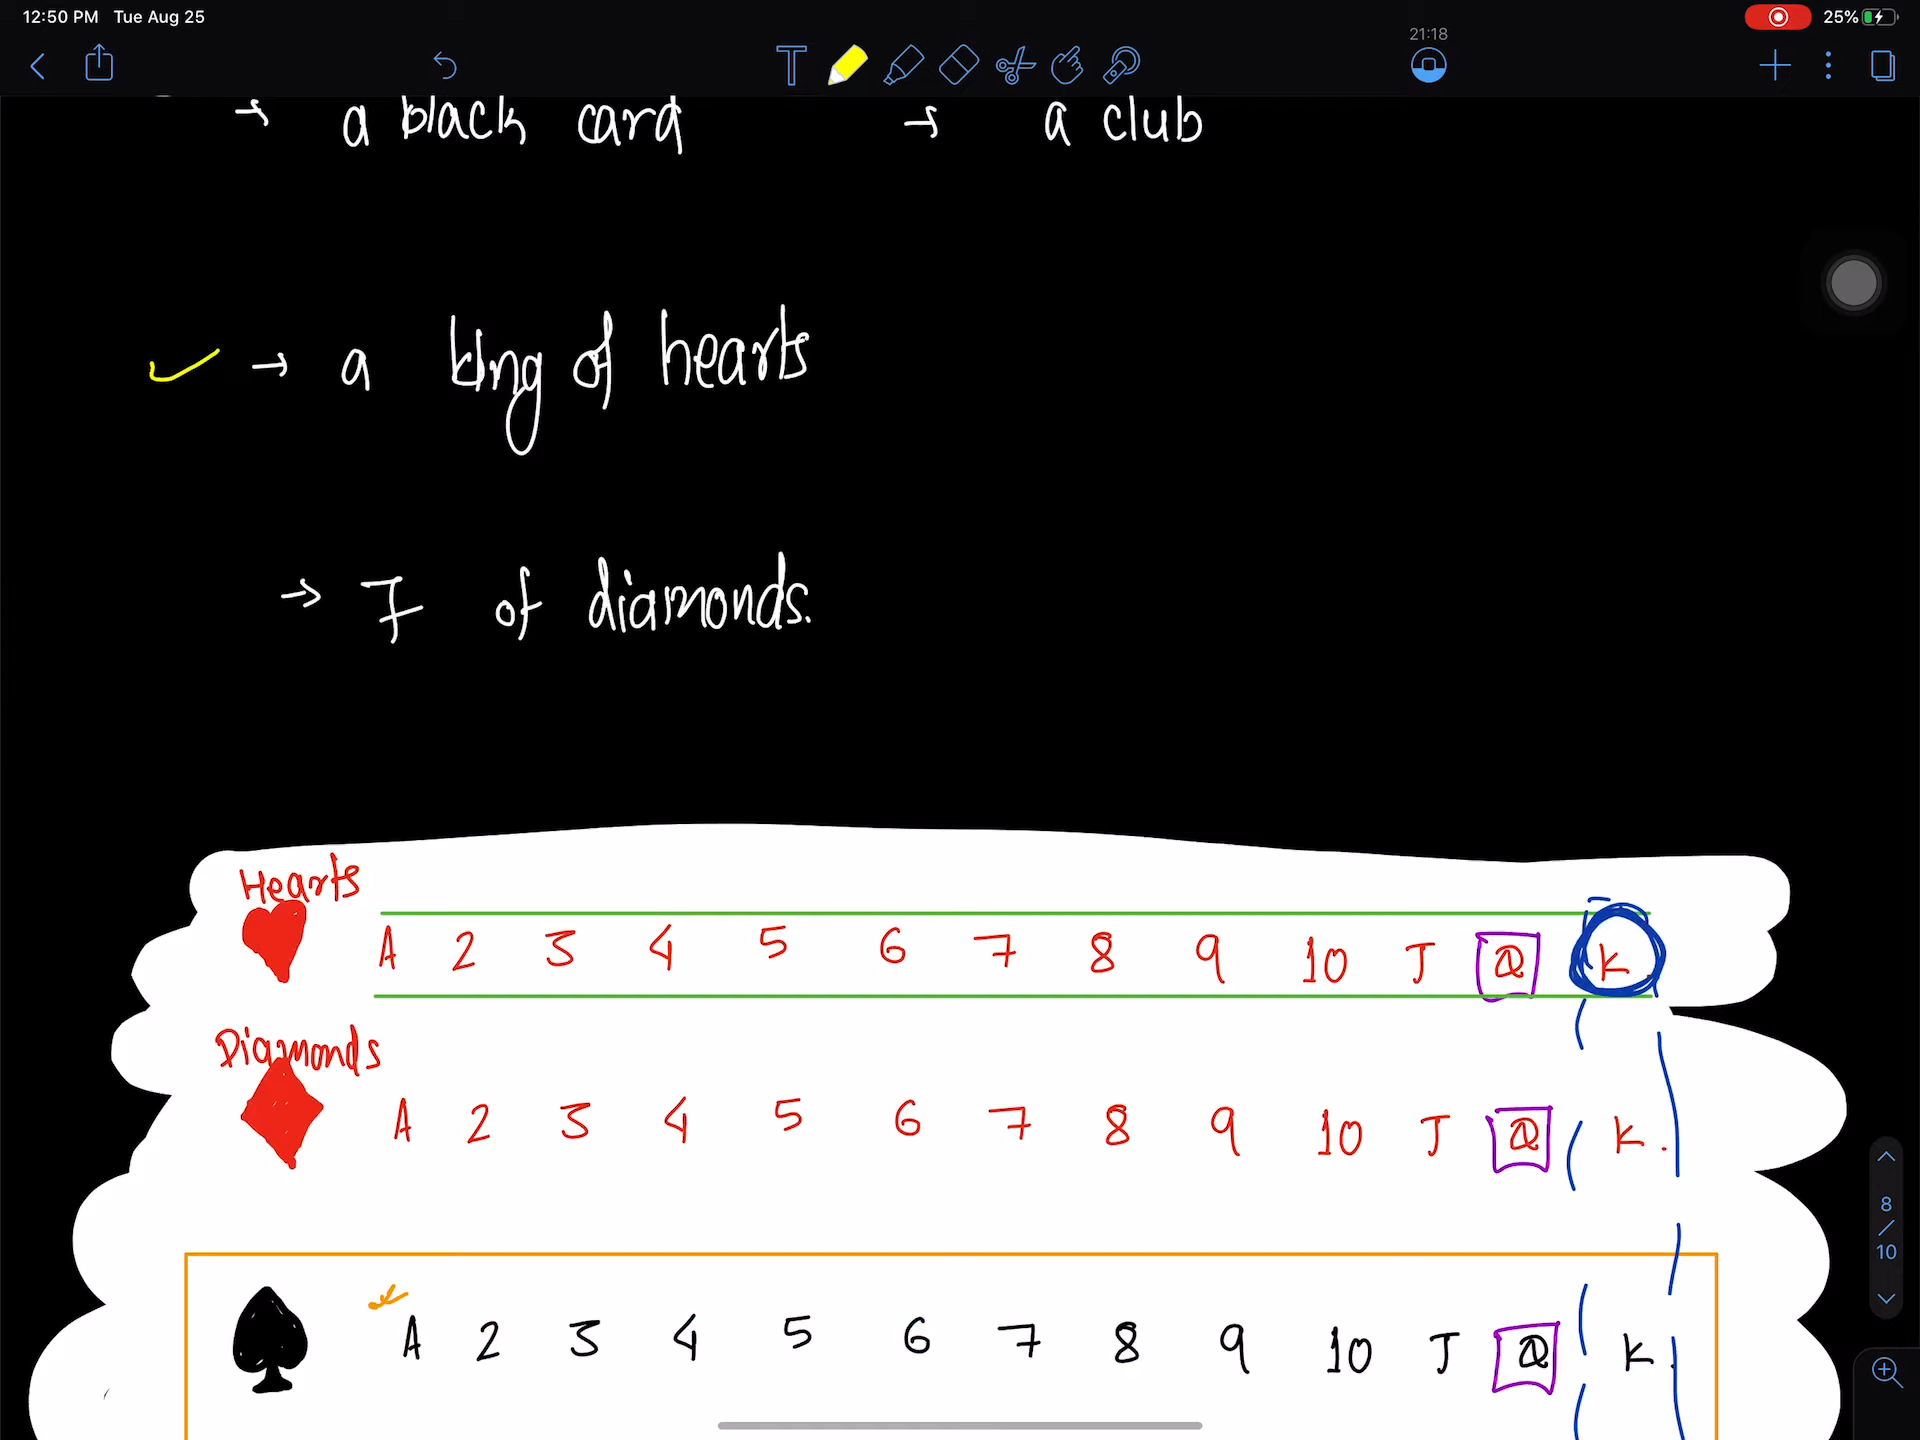 12:50 PM Tue Aug 25
25%
21:18
T
→ a black card → a club
→ a king of hearts
→ 7 of diamonds.
Hearts
A 2 3 4 5 6 7 8 9 10 J Q K.
Diamonds
A 2 3 4 5 6 7 8 9 10 J Q K.
8
/
10
A 2 3 4 5 6 7 8 9 10 J Q K.